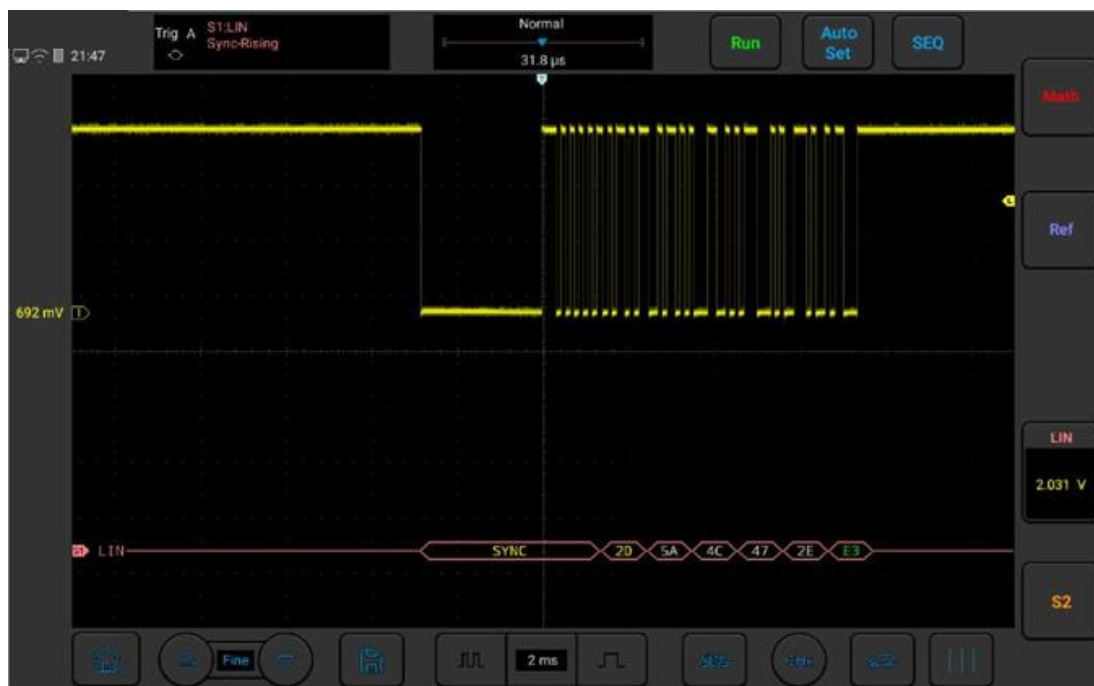 21:47
Trig A S1:LIN
Sync-Rising
Normal
31.8 µs
Run
Auto
Set
SEQ
T
Math
L
Ref
692 mV
LIN
2.031 V
S1 LIN
SYNC 2D 5A 4C 47 2E E3
S2
Fine
2 ms